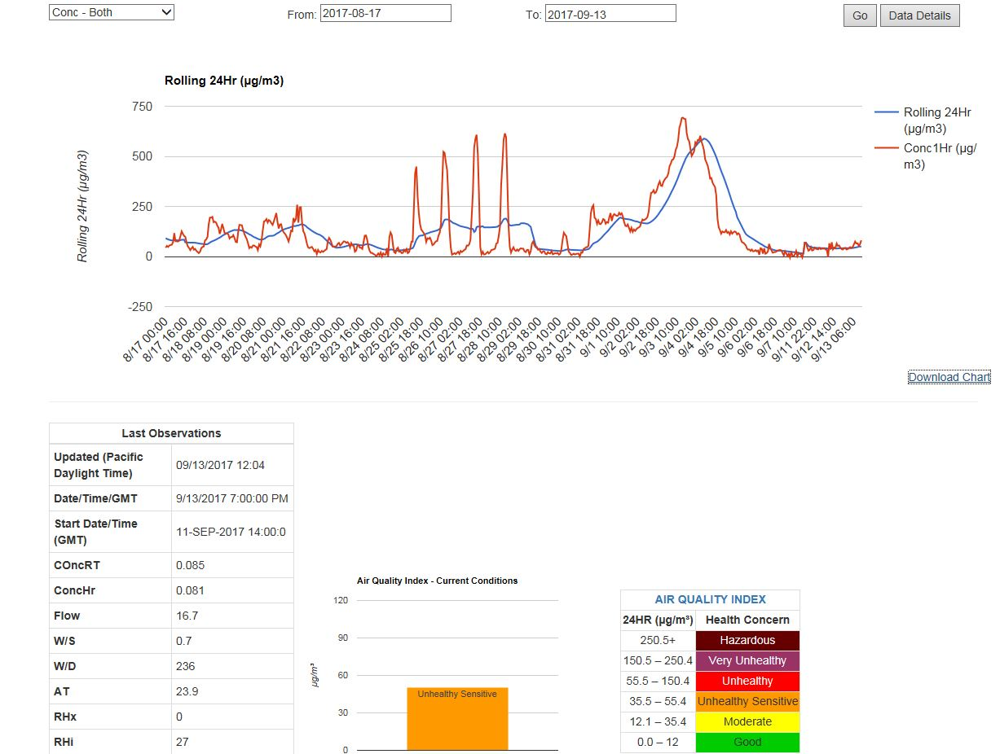 Conc - Both From: 2017-08-17 To: 2017-09-13 Go Data Details
Rolling 24Hr (µg/m3)
750
500
250
0
-250
Rolling 24Hr (µg/m3)
Rolling 24Hr
(µg/m3)
Conc1Hr (µg/
m3)
8/17 00:00
8/17 16:00
8/18 08:00
8/19 00:00
8/19 16:00
8/20 08:00
8/21 00:00
8/21 16:00
8/22 08:00
8/23 00:00
8/23 16:00
8/24 08:00
8/25 02:00
8/25 18:00
8/26 10:00
8/27 02:00
8/27 18:00
8/28 10:00
8/29 02:00
8/29 18:00
8/30 10:00
8/31 02:00
8/31 18:00
9/1 10:00
9/2 02:00
9/2 18:00
9/3 10:00
9/4 02:00
9/4 18:00
9/5 10:00
9/6 02:00
9/6 18:00
9/7 10:00
9/11 22:00
9/12 14:00
9/13 06:00
Download Chart
Last Observations
Updated (Pacific
Daylight Time) 09/13/2017 12:04
Date/Time/GMT 9/13/2017 7:00:00 PM
Start Date/Time
(GMT) 11-SEP-2017 14:00:0
COncRT 0.085
ConcHr 0.081
Flow 16.7
W/S 0.7
W/D 236
AT 23.9
RHx 0
RHi 27
Air Quality Index - Current Conditions
120
90
60
30
0
µg/m³
Unhealthy Sensitive
AIR QUALITY INDEX
24HR (µg/m³) Health Concern
250.5+ Hazardous
150.5 – 250.4 Very Unhealthy
55.5 – 150.4 Unhealthy
35.5 – 55.4 Unhealthy Sensitive
12.1 – 35.4 Moderate
0.0 – 12 Good